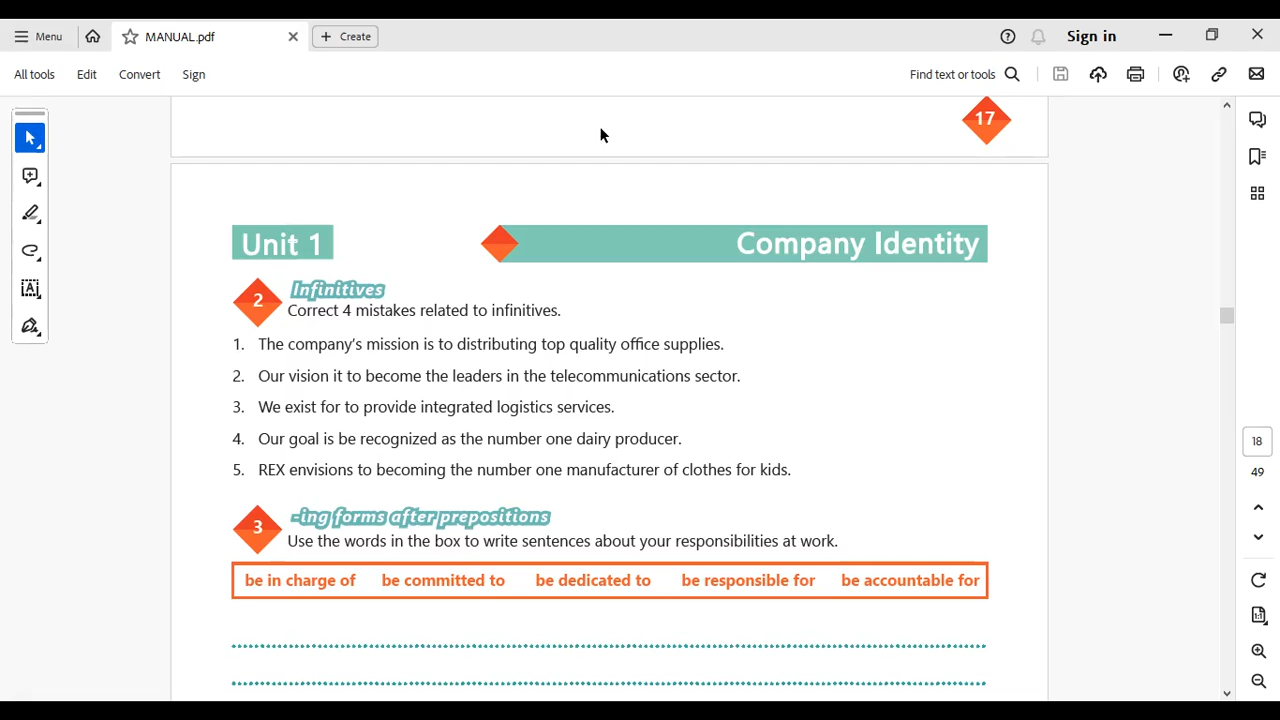 Menu
MANUAL.pdf
Create
Sign in
All tools
Edit
Convert
Sign
Find text or tools
17
Unit 1
Company Identity
2
Infinitives
Correct 4 mistakes related to infinitives.
1. The company's mission is to distributing top quality office supplies.
2. Our vision it to become the leaders in the telecommunications sector.
3. We exist for to provide integrated logistics services.
4. Our goal is be recognized as the number one dairy producer.
5. REX envisions to becoming the number one manufacturer of clothes for kids.
3
-ing forms after prepositions
Use the words in the box to write sentences about your responsibilities at work.
be in charge of be committed to be dedicated to be responsible for be accountable for
18
49